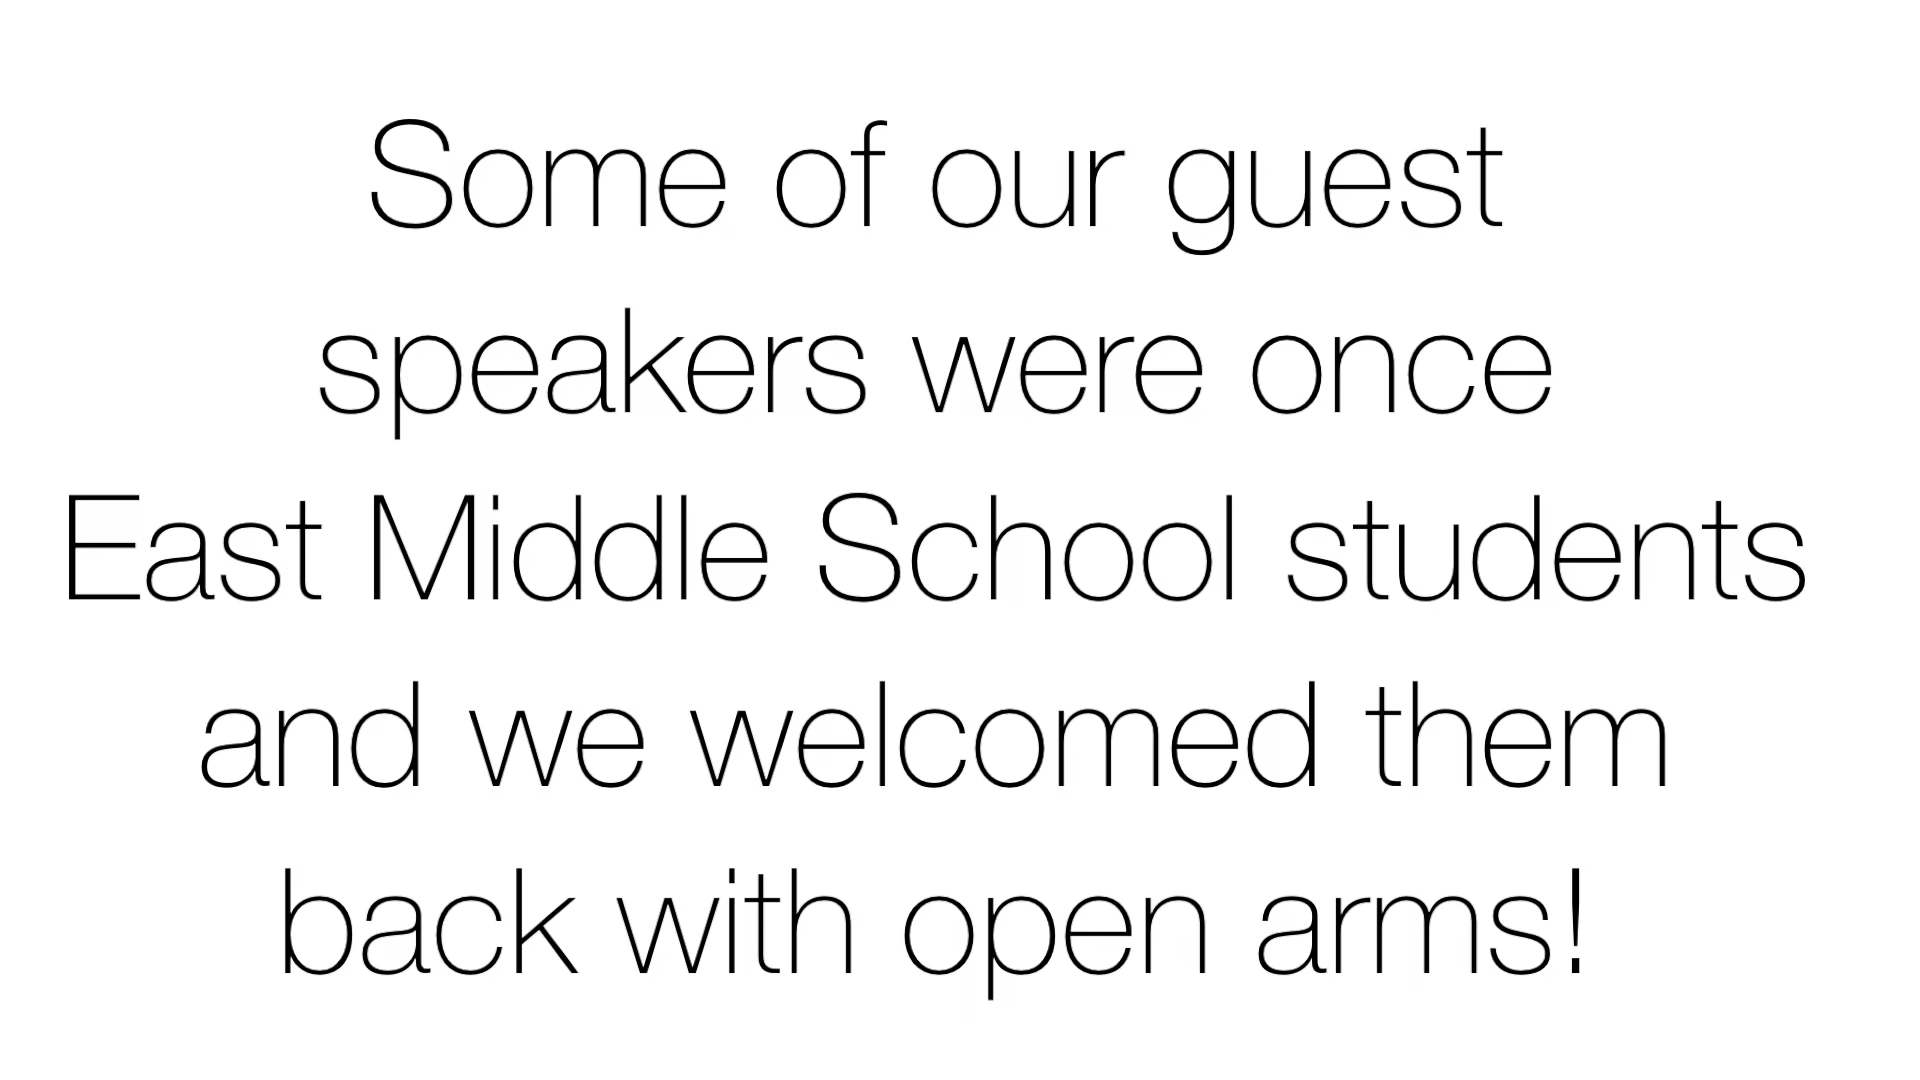 Some of our guest
speakers were once
East Middle School students
and we welcomed them
back with open arms!